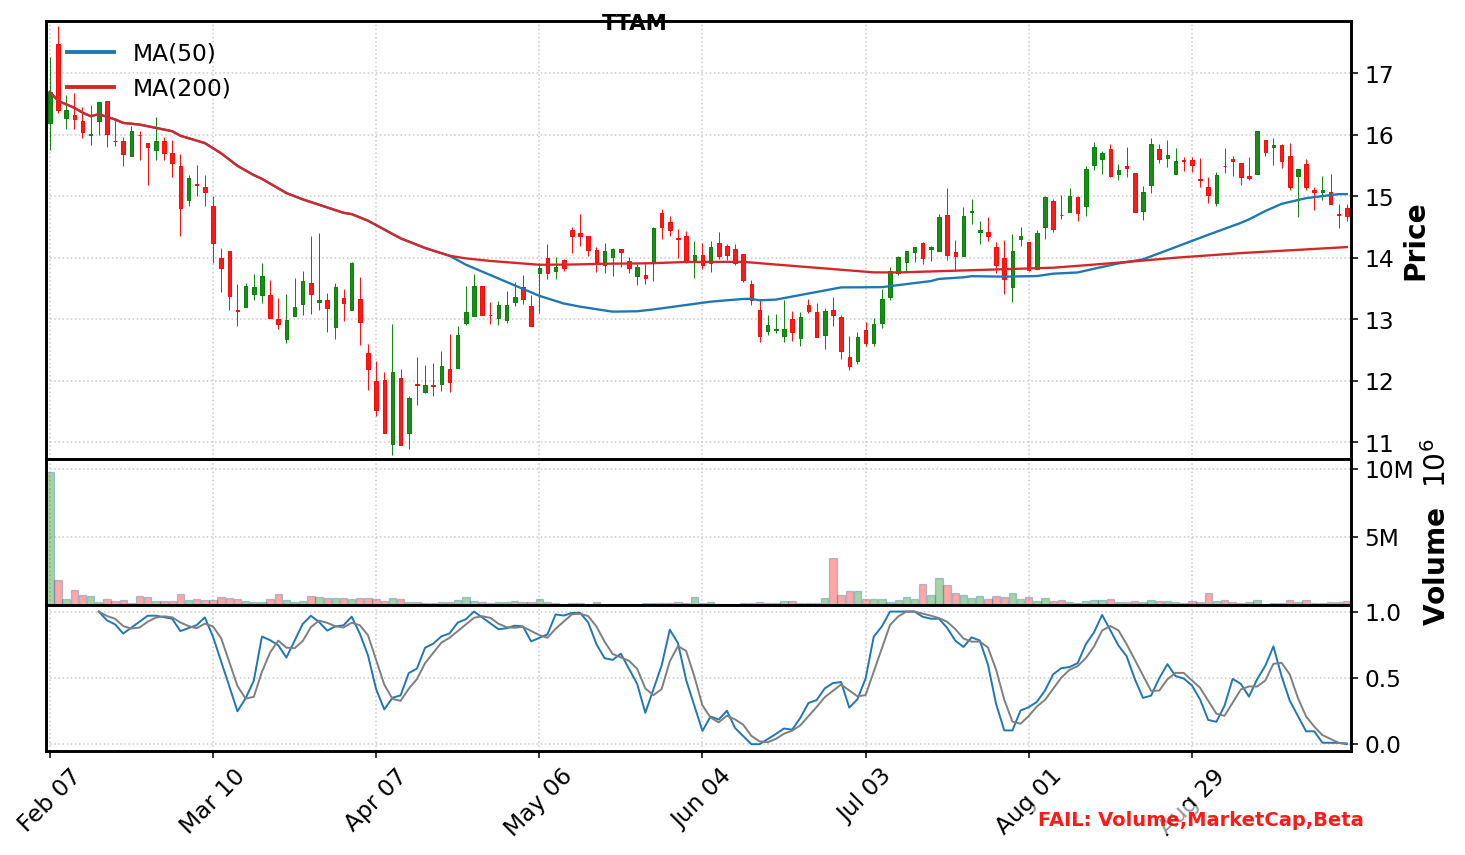 TTAM
MA(50)
MA(200)
17
16
15
14
13
12
11
Price
10M
5M
Volume 10^6
1.0
0.5
0.0
Feb 07
Mar 10
Apr 07
May 06
Jun 04
Jul 03
Aug 01
Aug 29
FAIL: Volume,MarketCap,Beta